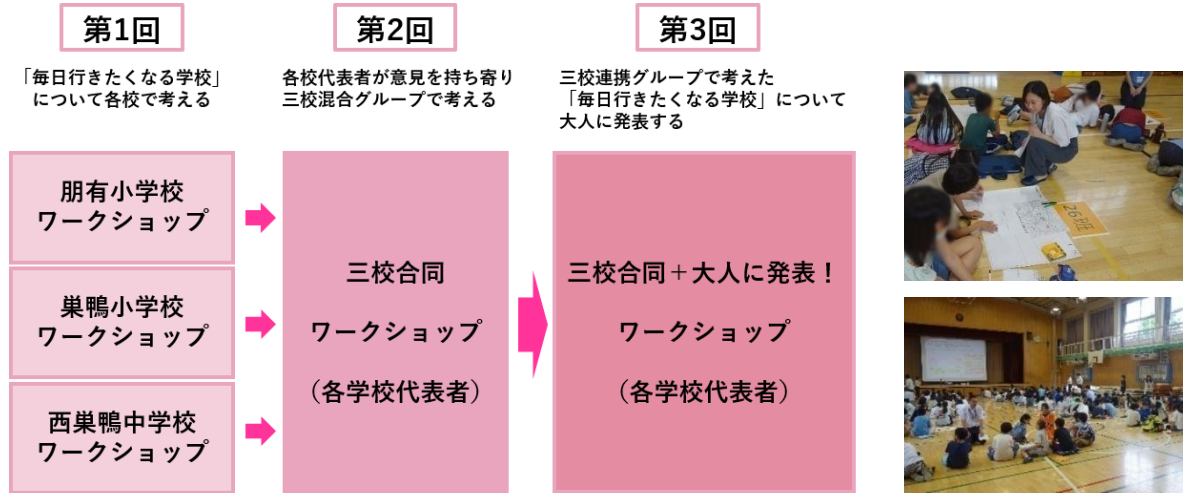 第1回
「毎日行きたくなる学校」
について各校で考える
朋有小学校
ワークショップ
巣鴨小学校
ワークショップ
西巣鴨中学校
ワークショップ
第2回
各校代表者が意見を持ち寄り
三校混合グループで考える
三校合同
ワークショップ
（各学校代表者）
第3回
三校連携グループで考えた
「毎日行きたくなる学校」について
大人に発表する
三校合同＋大人に発表！
ワークショップ
（各学校代表者）
26班